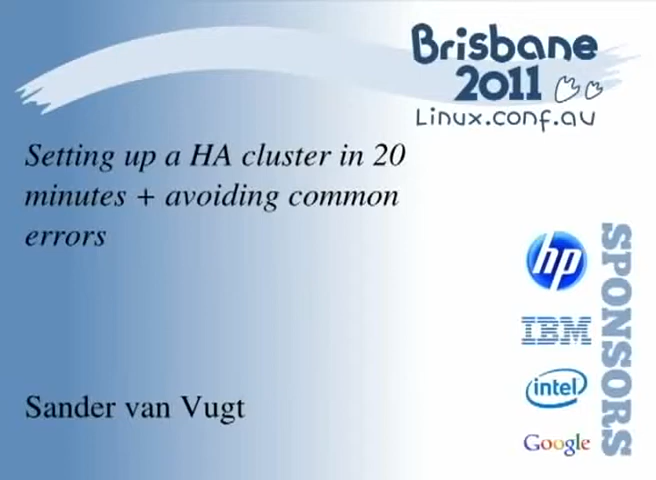 Brisbane
2011
Linux.conf.au
Setting up a HA cluster in 20
minutes + avoiding common
errors
hp
IBM
intel
Google
SPONSORS
Sander van Vugt